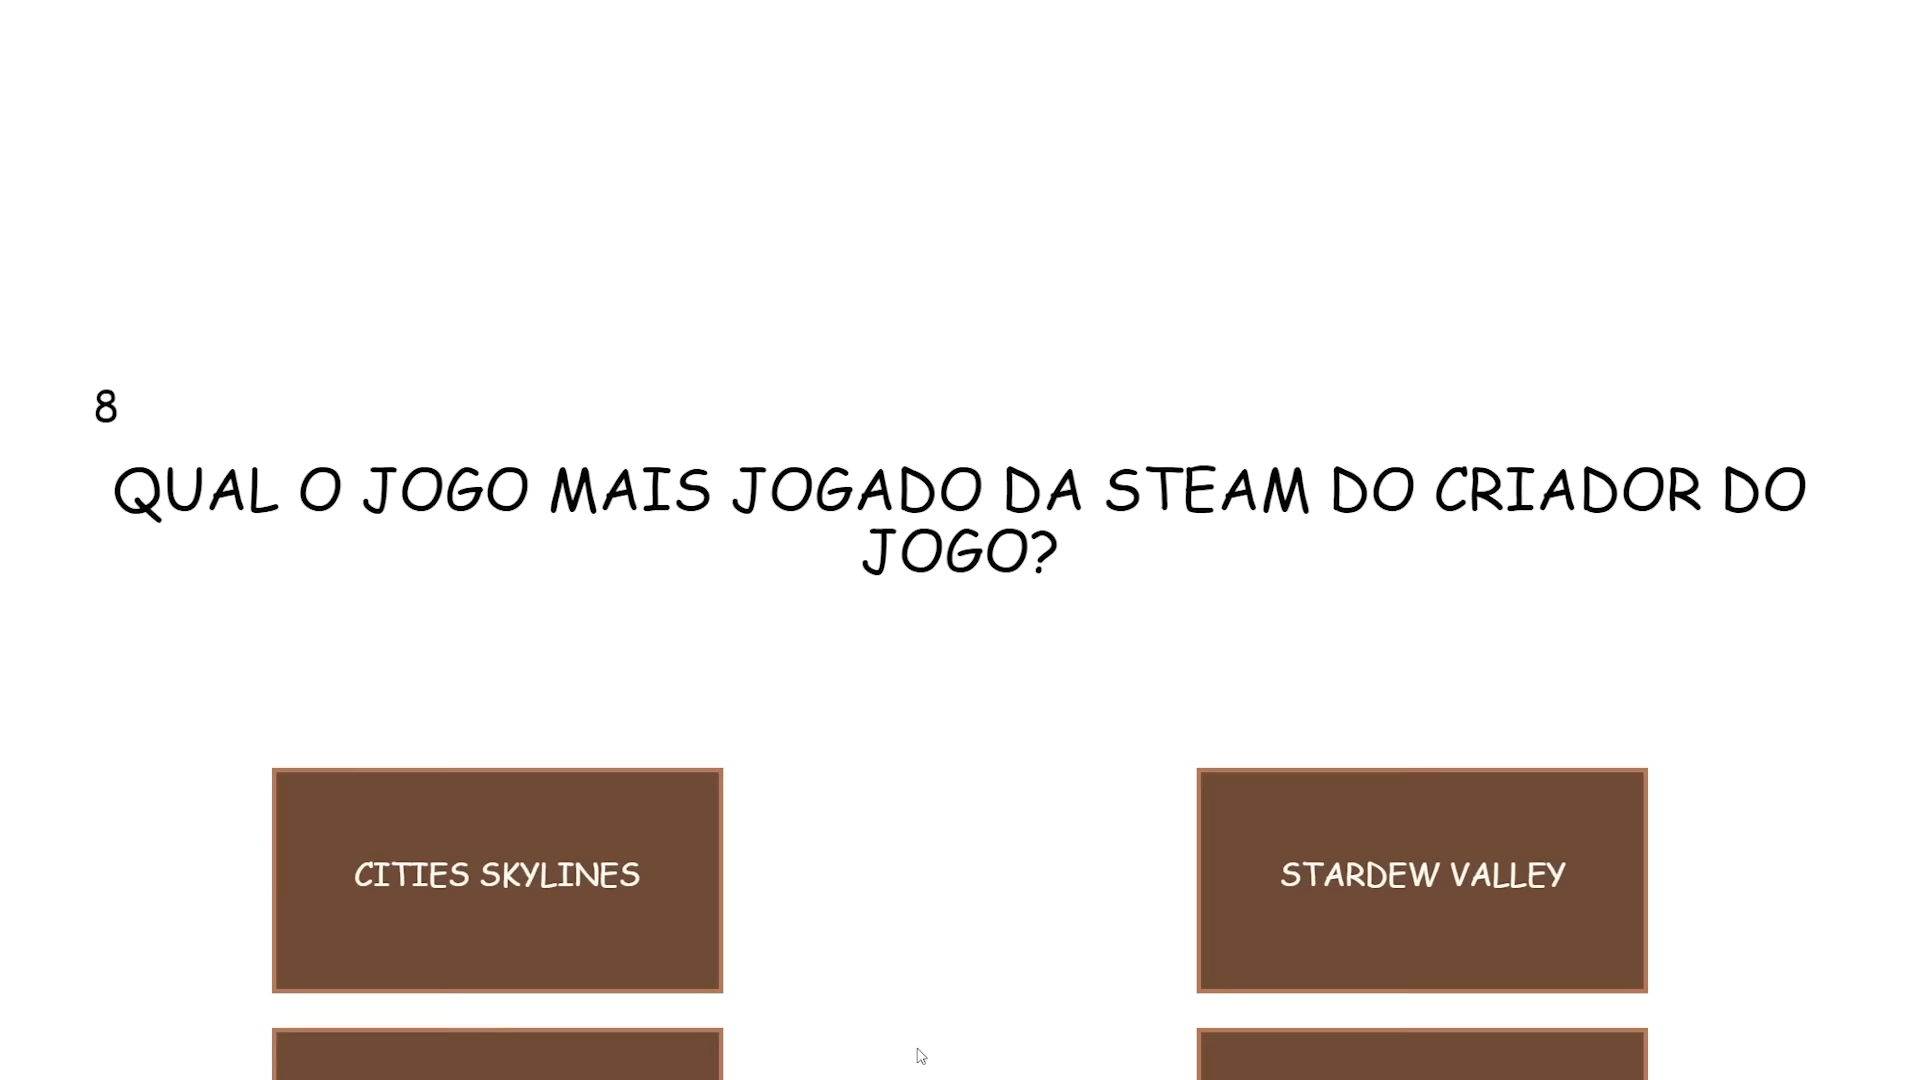 8
QUAL O JOGO MAIS JOGADO DA STEAM DO CRIADOR DO
JOGO?
CITIES SKYLINES
STARDEW VALLEY